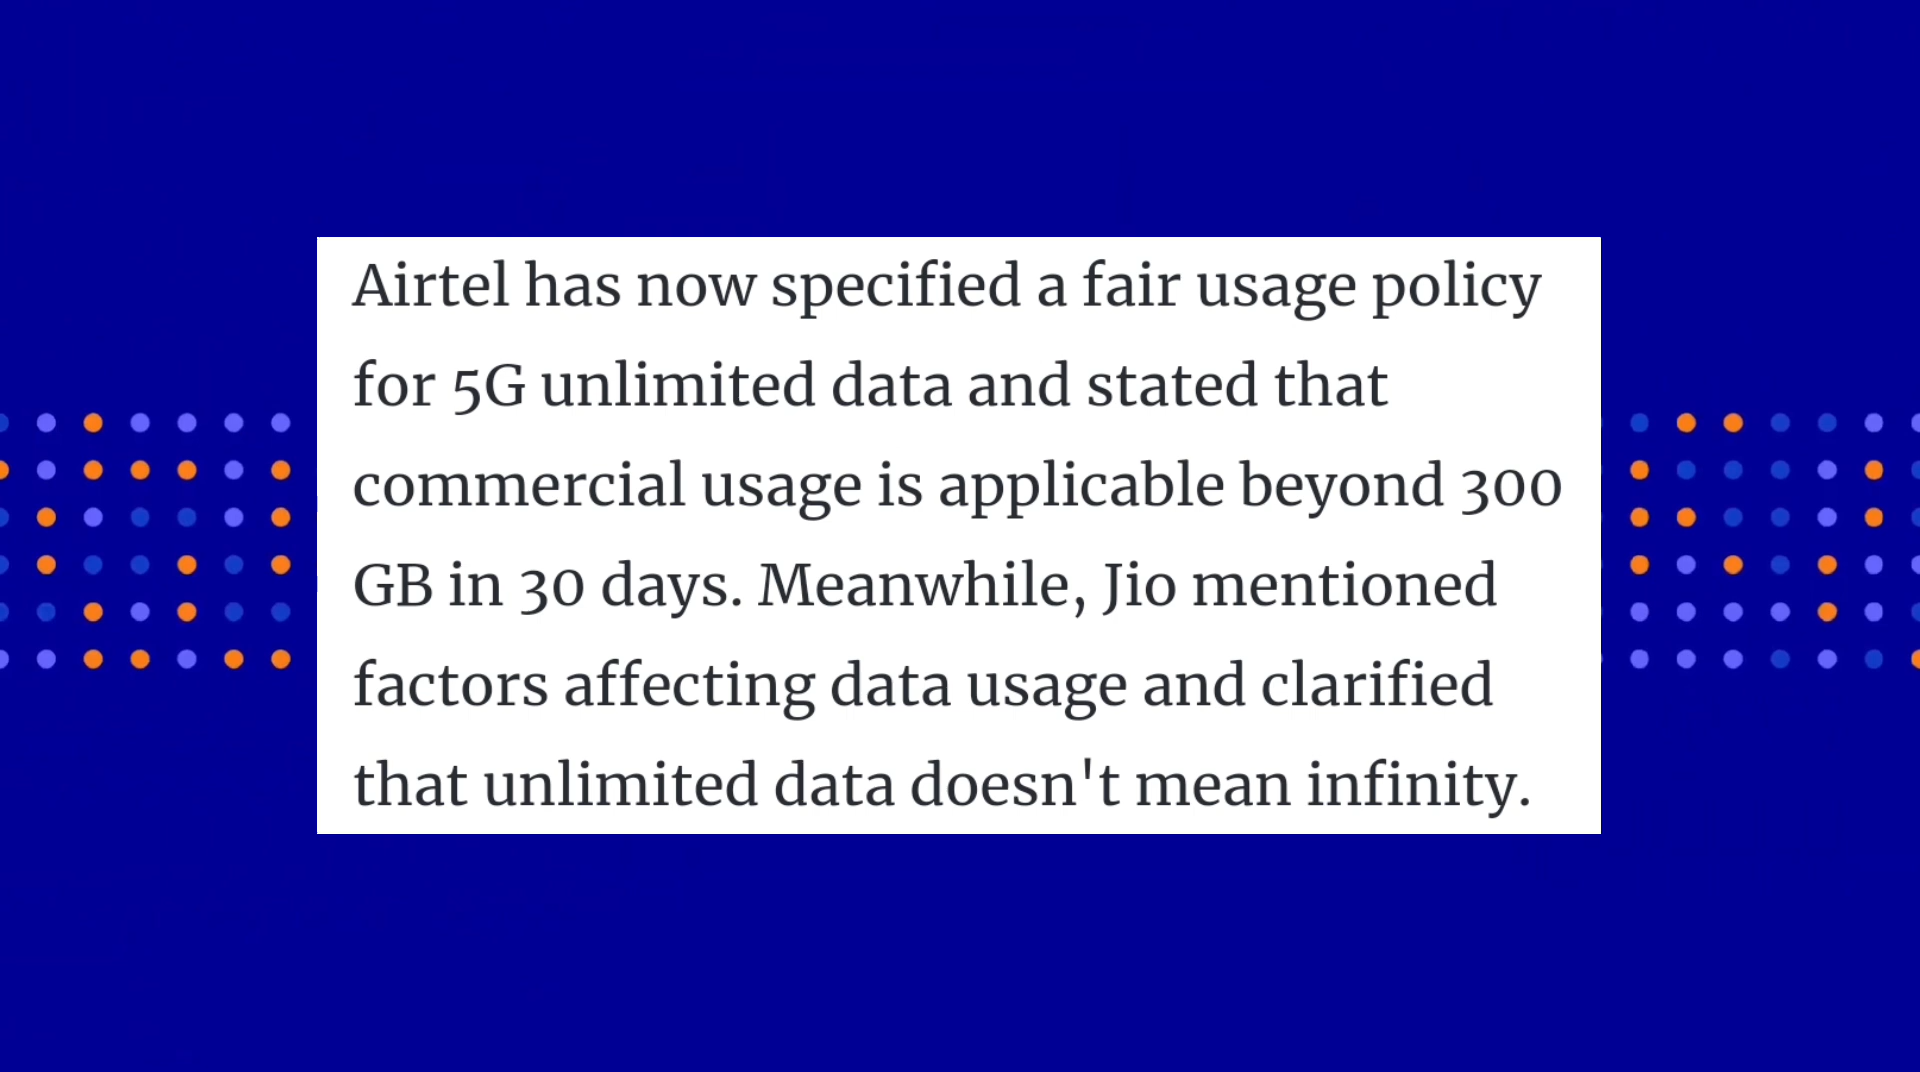 Airtel has now specified a fair usage policy
for 5G unlimited data and stated that
commercial usage is applicable beyond 300
GB in 30 days. Meanwhile, Jio mentioned
factors affecting data usage and clarified
that unlimited data doesn't mean infinity.